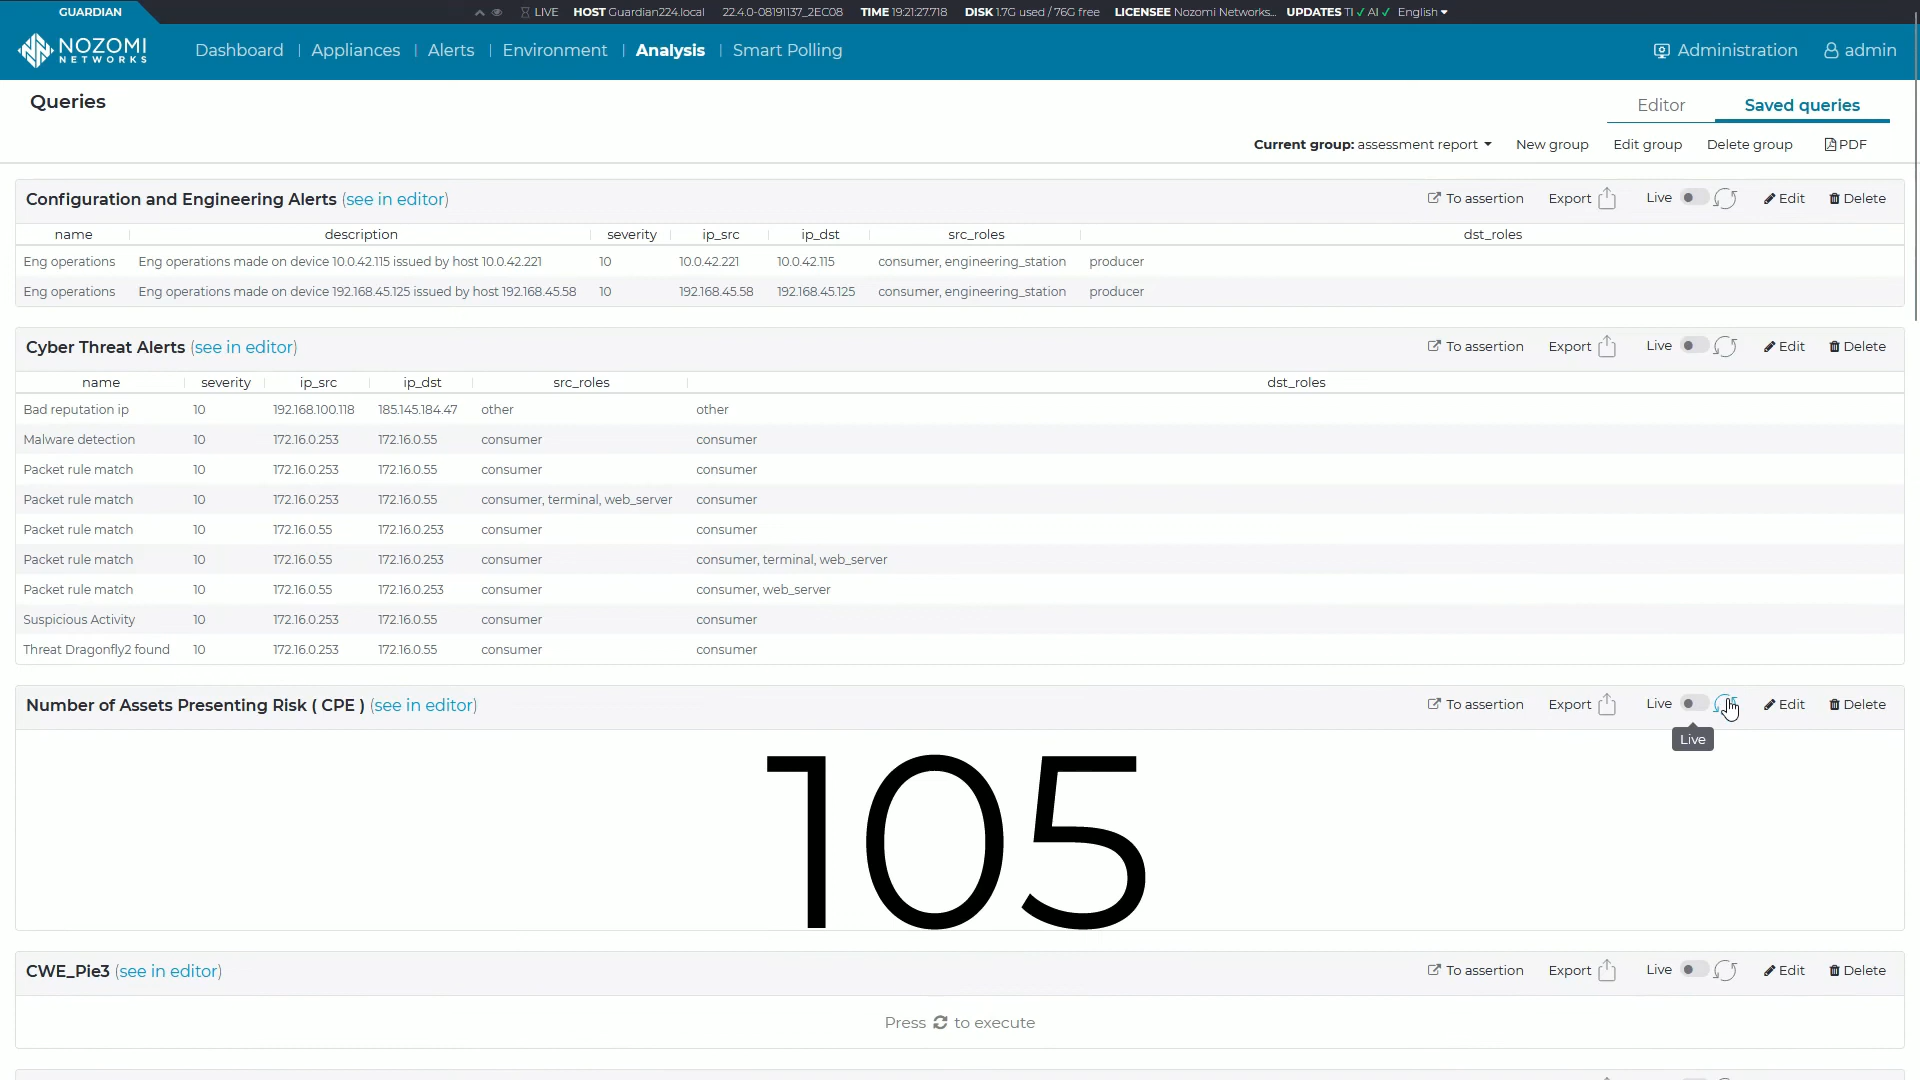 GUARDIAN
LIVE HOST Guardian224.local 22.4.0-08191137_2EC08 TIME 19:21:27.718 DISK 1.7G used / 76G free LICENSEE Nozomi Networks... UPDATES TI ✓ AI ✓ English
NOZOMI NETWORKS Dashboard | Appliances | Alerts | Environment | Analysis | Smart Polling Administration admin
Queries
Editor Saved queries
Current group: assessment report New group Edit group Delete group PDF
Configuration and Engineering Alerts (see in editor) To assertion Export Live Edit Delete
name description severity ip_src ip_dst src_roles dst_roles
Eng operations Eng operations made on device 10.0.42.115 issued by host 10.0.42.221 10 10.0.42.221 10.0.42.115 consumer, engineering_station producer
Eng operations Eng operations made on device 192.168.45.125 issued by host 192.168.45.58 10 192.168.45.58 192.168.45.125 consumer, engineering_station producer
Cyber Threat Alerts (see in editor) To assertion Export Live Edit Delete
name severity ip_src ip_dst src_roles dst_roles
Bad reputation ip 10 192.168.100.118 185.145.184.47 other other
Malware detection 10 172.16.0.253 172.16.0.55 consumer consumer
Packet rule match 10 172.16.0.253 172.16.0.55 consumer consumer
Packet rule match 10 172.16.0.253 172.16.0.55 consumer, terminal, web_server consumer
Packet rule match 10 172.16.0.55 172.16.0.253 consumer consumer
Packet rule match 10 172.16.0.55 172.16.0.253 consumer consumer, terminal, web_server
Packet rule match 10 172.16.0.55 172.16.0.253 consumer consumer, web_server
Suspicious Activity 10 172.16.0.253 172.16.0.55 consumer consumer
Threat Dragonfly2 found 10 172.16.0.253 172.16.0.55 consumer consumer
Number of Assets Presenting Risk ( CPE ) (see in editor) To assertion Export Live Edit Delete
Live
105
CWE_Pie3 (see in editor) To assertion Export Live Edit Delete
Press to execute